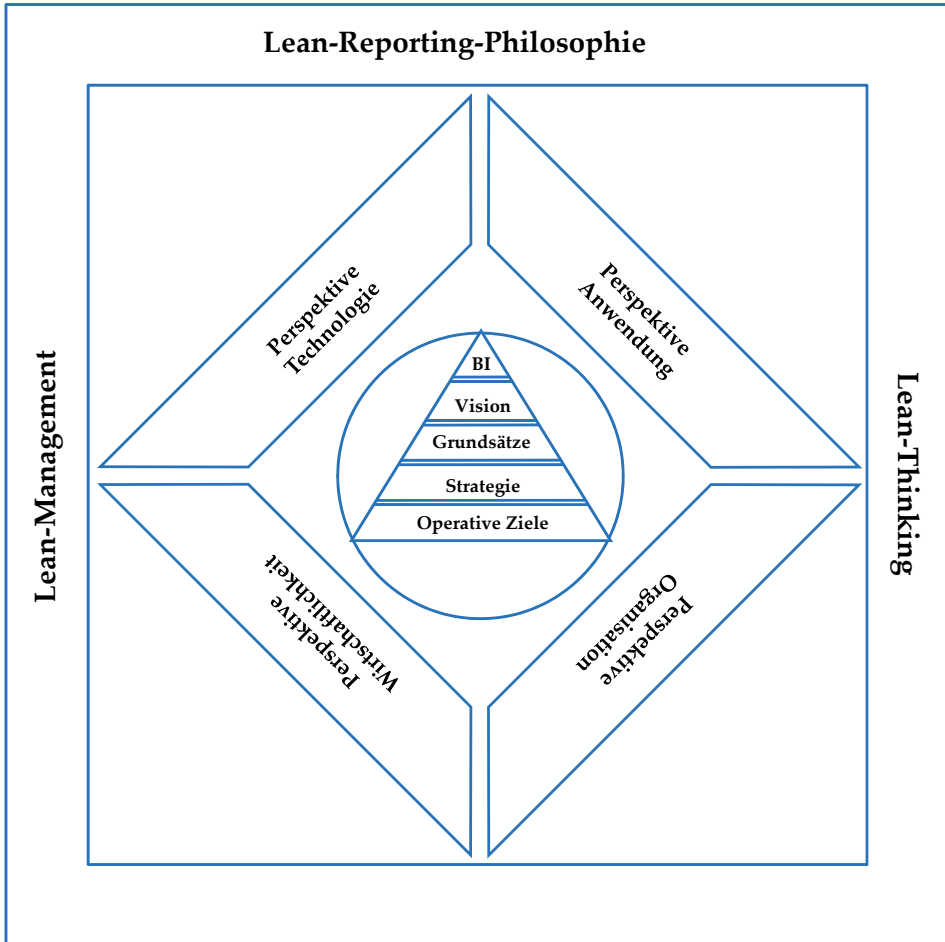 Lean-Reporting-Philosophie
Lean-Management
Perspektive
Technologie
Perspektive
Anwendung
BI
Vision
Grundsätze
Strategie
Operative Ziele
Perspektive
Wirtschaftlichkeit
Perspektive
Organisation
Lean-Thinking